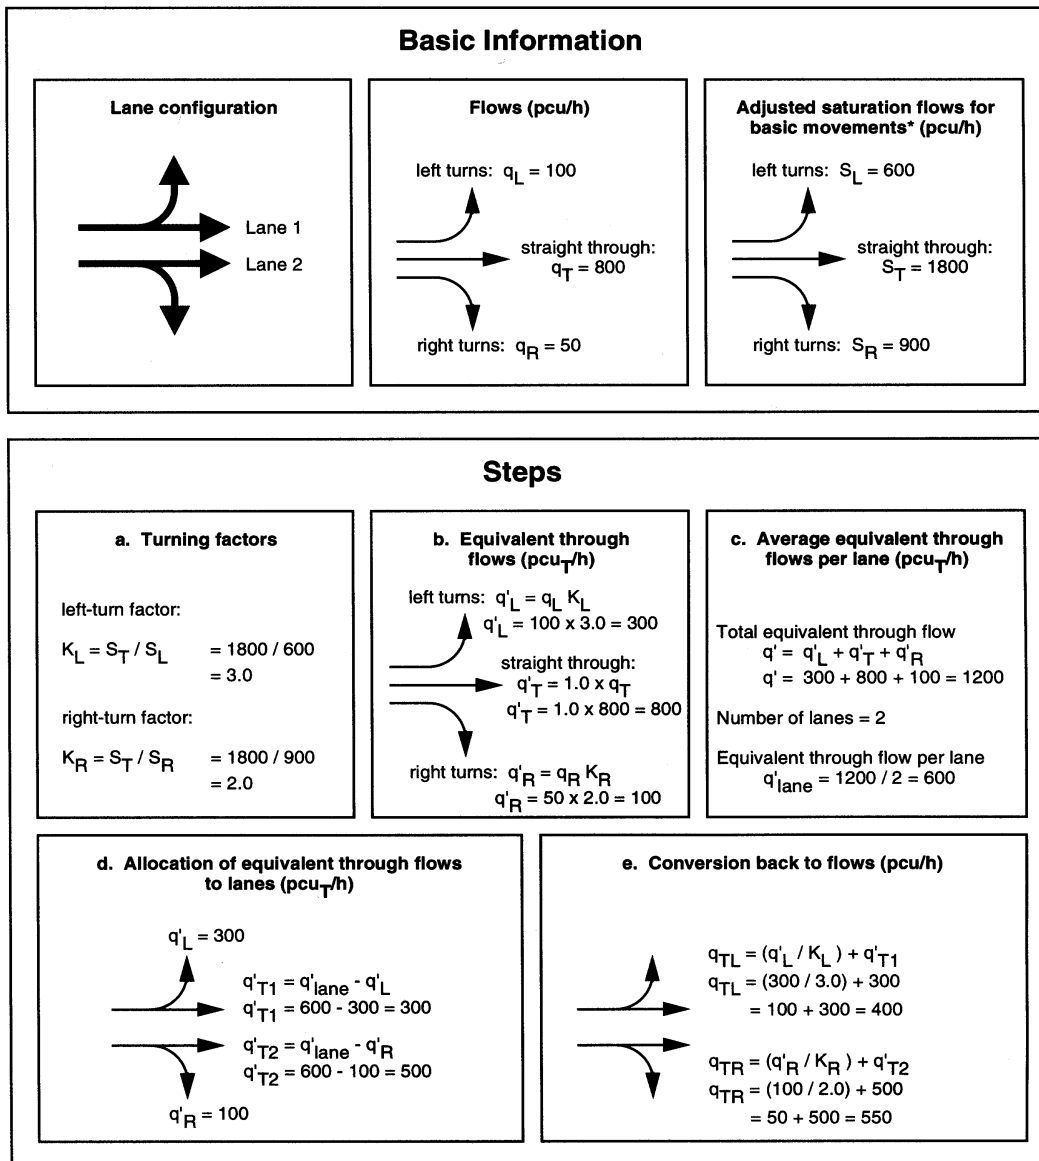 Basic Information
Lane configuration
Lane 1
Lane 2
Flows (pcu/h)
left turns: qL = 100
straight through:
qT = 800
right turns: qR = 50
Adjusted saturation flows for
basic movements* (pcu/h)
left turns: SL = 600
straight through:
ST = 1800
right turns: SR = 900
Steps
a. Turning factors
left-turn factor:
KL = ST / SL = 1800 / 600
= 3.0
right-turn factor:
KR = ST / SR = 1800 / 900
= 2.0
b. Equivalent through
flows (pcuT/h)
left turns: q'L = qL KL
q'L = 100 x 3.0 = 300
straight through:
q'T = 1.0 x qT
q'T = 1.0 x 800 = 800
right turns: q'R = qR KR
q'R = 50 x 2.0 = 100
c. Average equivalent through
flows per lane (pcuT/h)
Total equivalent through flow
q' = q'L + q'T + q'R
q' = 300 + 800 + 100 = 1200
Number of lanes = 2
Equivalent through flow per lane
q'lane = 1200 / 2 = 600
d. Allocation of equivalent through flows
to lanes (pcuT/h)
q'L = 300
q'T1 = q'lane - q'L
q'T1 = 600 - 300 = 300
q'T2 = q'lane - q'R
q'T2 = 600 - 100 = 500
q'R = 100
e. Conversion back to flows (pcu/h)
qTL = (q'L / KL ) + q'T1
qTL = (300 / 3.0) + 300
= 100 + 300 = 400
qTR = (q'R / KR ) + q'T2
qTR = (100 / 2.0) + 500
= 50 + 500 = 550